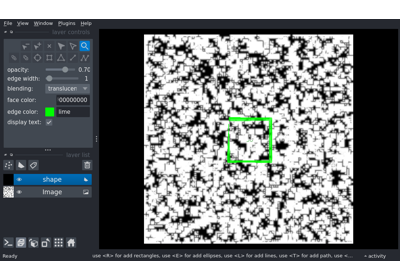 File View Window Plugins Help
layer controls
opacity: 0.70
edge width: 1
blending: translucen
face color: 00000000
edge color: lime
display text:
layer list
shape
Image
Ready use <R> for add rectangles, use <E> for add ellipses, use <L> for add lines, use <T> for add path, use <... activity